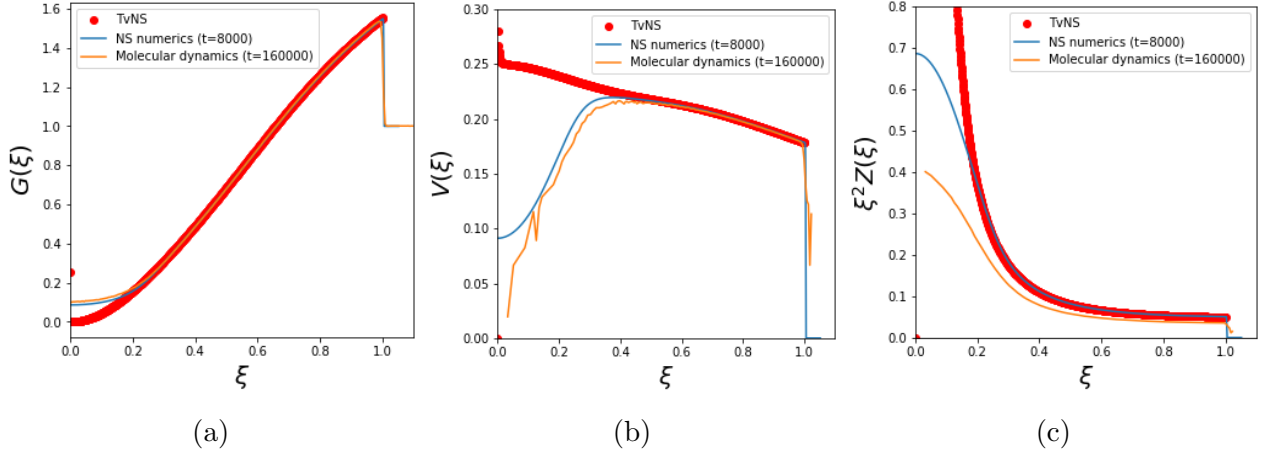 TvNS
NS numerics (t=8000)
Molecular dynamics (t=160000)
G(ξ)
1.6
1.4
1.2
1.0
0.8
0.6
0.4
0.2
0.0
0.0 0.2 0.4 0.6 0.8 1.0
ξ
(a)
TvNS
NS numerics (t=8000)
Molecular dynamics (t=160000)
V(ξ)
0.30
0.25
0.20
0.15
0.10
0.05
0.00
0.0 0.2 0.4 0.6 0.8 1.0
ξ
(b)
TvNS
NS numerics (t=8000)
Molecular dynamics (t=160000)
ξ²Z(ξ)
0.8
0.7
0.6
0.5
0.4
0.3
0.2
0.1
0.0
0.0 0.2 0.4 0.6 0.8 1.0
ξ
(c)